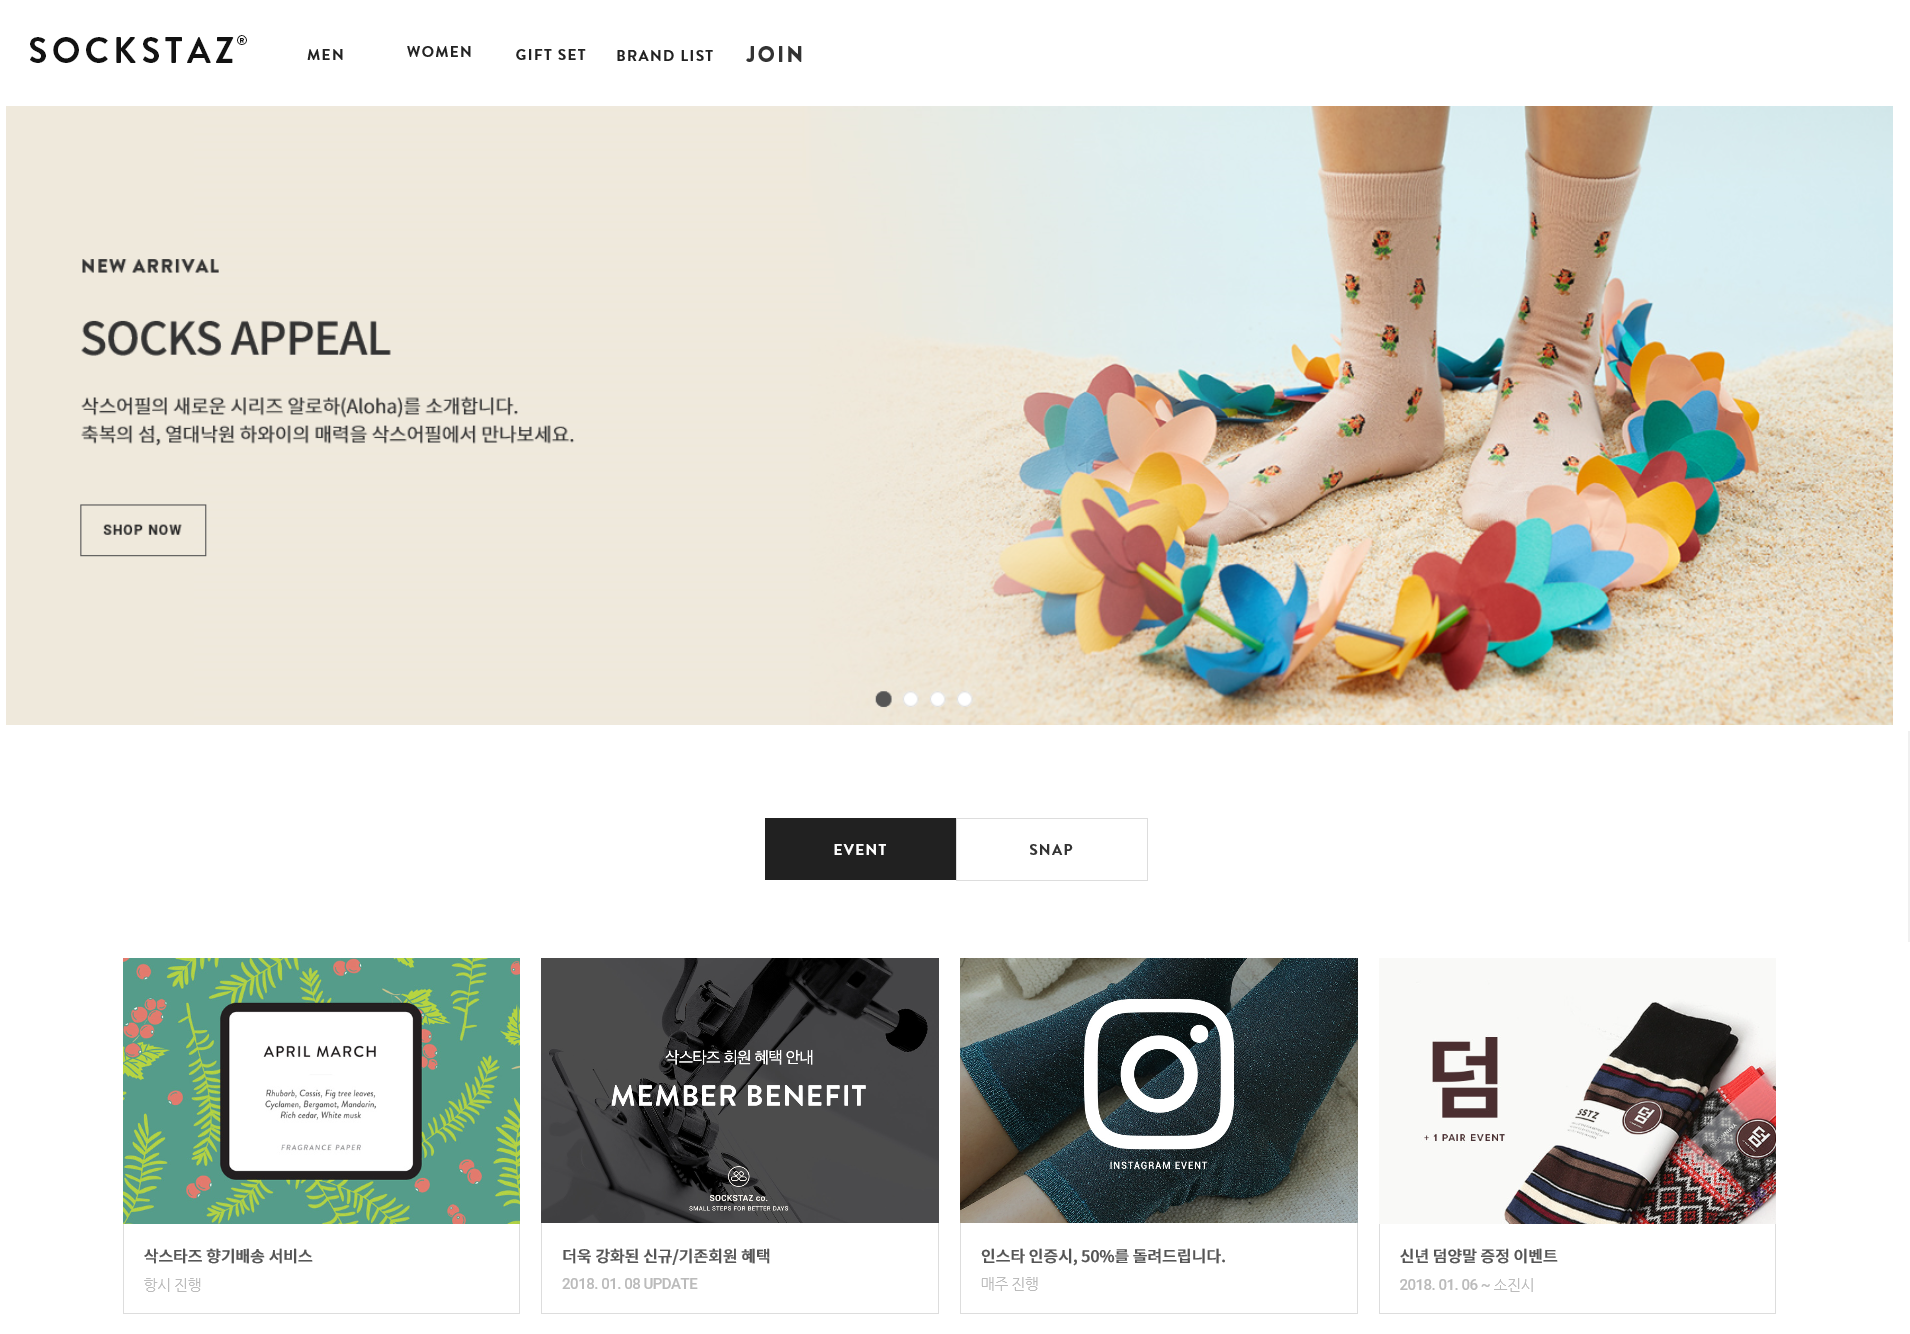 SOCKSTAZ®
MEN
WOMEN
GIFT SET
BRAND LIST
JOIN
NEW ARRIVAL
SOCKS APPEAL
삭스어필의 새로운 시리즈 알로하(Aloha)를 소개합니다.
축복의 섬, 열대낙원 하와이의 매력을 삭스어필에서 만나보세요.
SHOP NOW
EVENT
SNAP
APRIL MARCH
Rhubarb, Cassis, Fig tree leaves,
Cyclamen, Bergamot, Mandarin,
Rich cedar, White musk
FRAGRANCE PAPER
삭스타즈 향기배송 서비스
항시 진행
삭스타즈 회원 혜택 안내
MEMBER BENEFIT
SOCKSTAZ co.
SMALL STEPS FOR BETTER DAYS
더욱 강화된 신규/기존회원 혜택
2018. 01. 08 UPDATE
INSTAGRAM EVENT
인스타 인증시, 50%를 돌려드립니다.
매주 진행
덤
+ 1 PAIR EVENT
SSTZ
덤
덤
신년 덤양말 증정 이벤트
2018. 01. 06 ~ 소진시